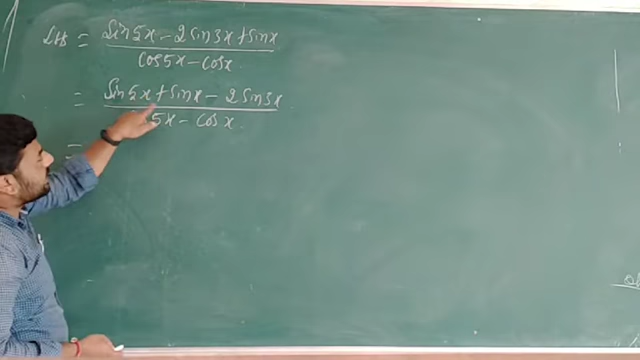 LHS = sin5x - 2sin3x + sinx
cos5x - cosx
= sin5x + sinx - 2sin3x
5x - cosx
=